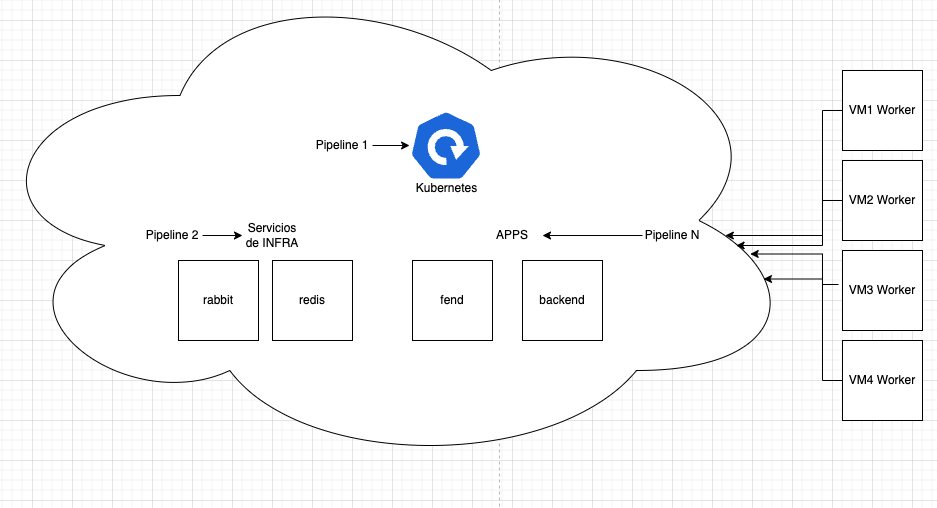 Pipeline 1
Kubernetes
Pipeline 2
Servicios
de INFRA
APPS
Pipeline N
rabbit
redis
fend
backend
VM1 Worker
VM2 Worker
VM3 Worker
VM4 Worker